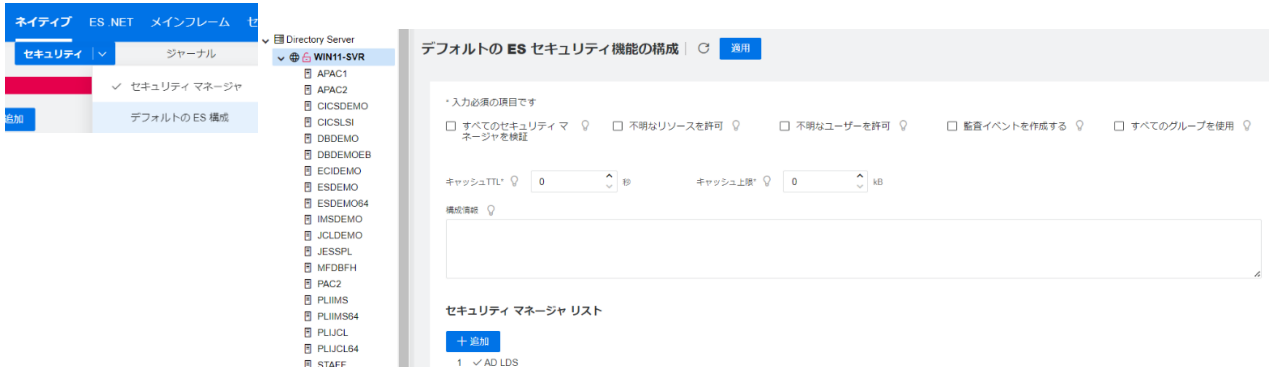 ネイティブ ES .NET メインフレーム
セキュリティ ジャーナル
セキュリティ マネージャ
追加
デフォルトの ES 構成
Directory Server
WIN11-SVR
APAC1
APAC2
CICSDEMO
CICSLSI
DBDEMO
DBDEMOEB
ECIDEMO
ESDEMO
ESDEMO64
IMSDEMO
JCLDEMO
JESSPL
MFDBFH
PAC2
PLIIMS
PLIIMS64
PLIJCL
PLIJCL64
STAFF
デフォルトの ES セキュリティ機能の構成 適用
* 入力必須の項目です
すべてのセキュリティ マネージャを検証 不明なリソースを許可 不明なユーザーを許可 監査イベントを作成する すべてのグループを使用
キャッシュTTL* 0 秒 キャッシュ上限* 0 kB
構成情報
セキュリティ マネージャ リスト
+ 追加
1 AD LDS